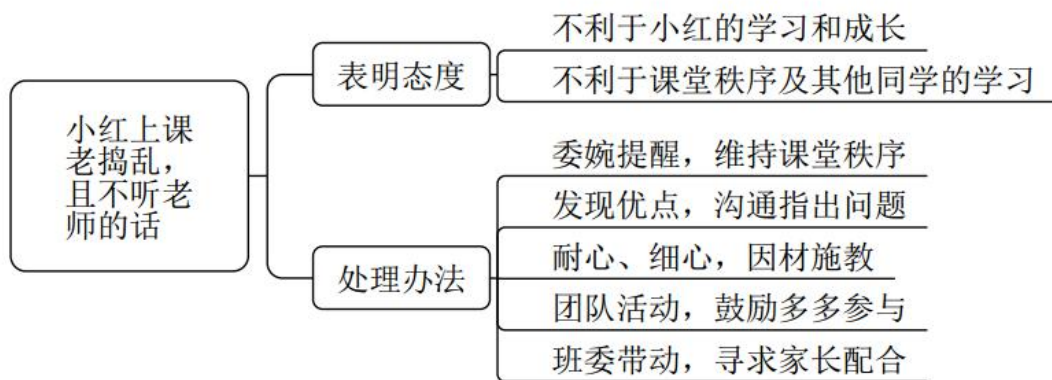 小红上课
老捣乱，
且不听老
师的话
表明态度
不利于小红的学习和成长
不利于课堂秩序及其他同学的学习
处理办法
委婉提醒，维持课堂秩序
发现优点，沟通指出问题
耐心、细心，因材施教
团队活动，鼓励多多参与
班委带动，寻求家长配合